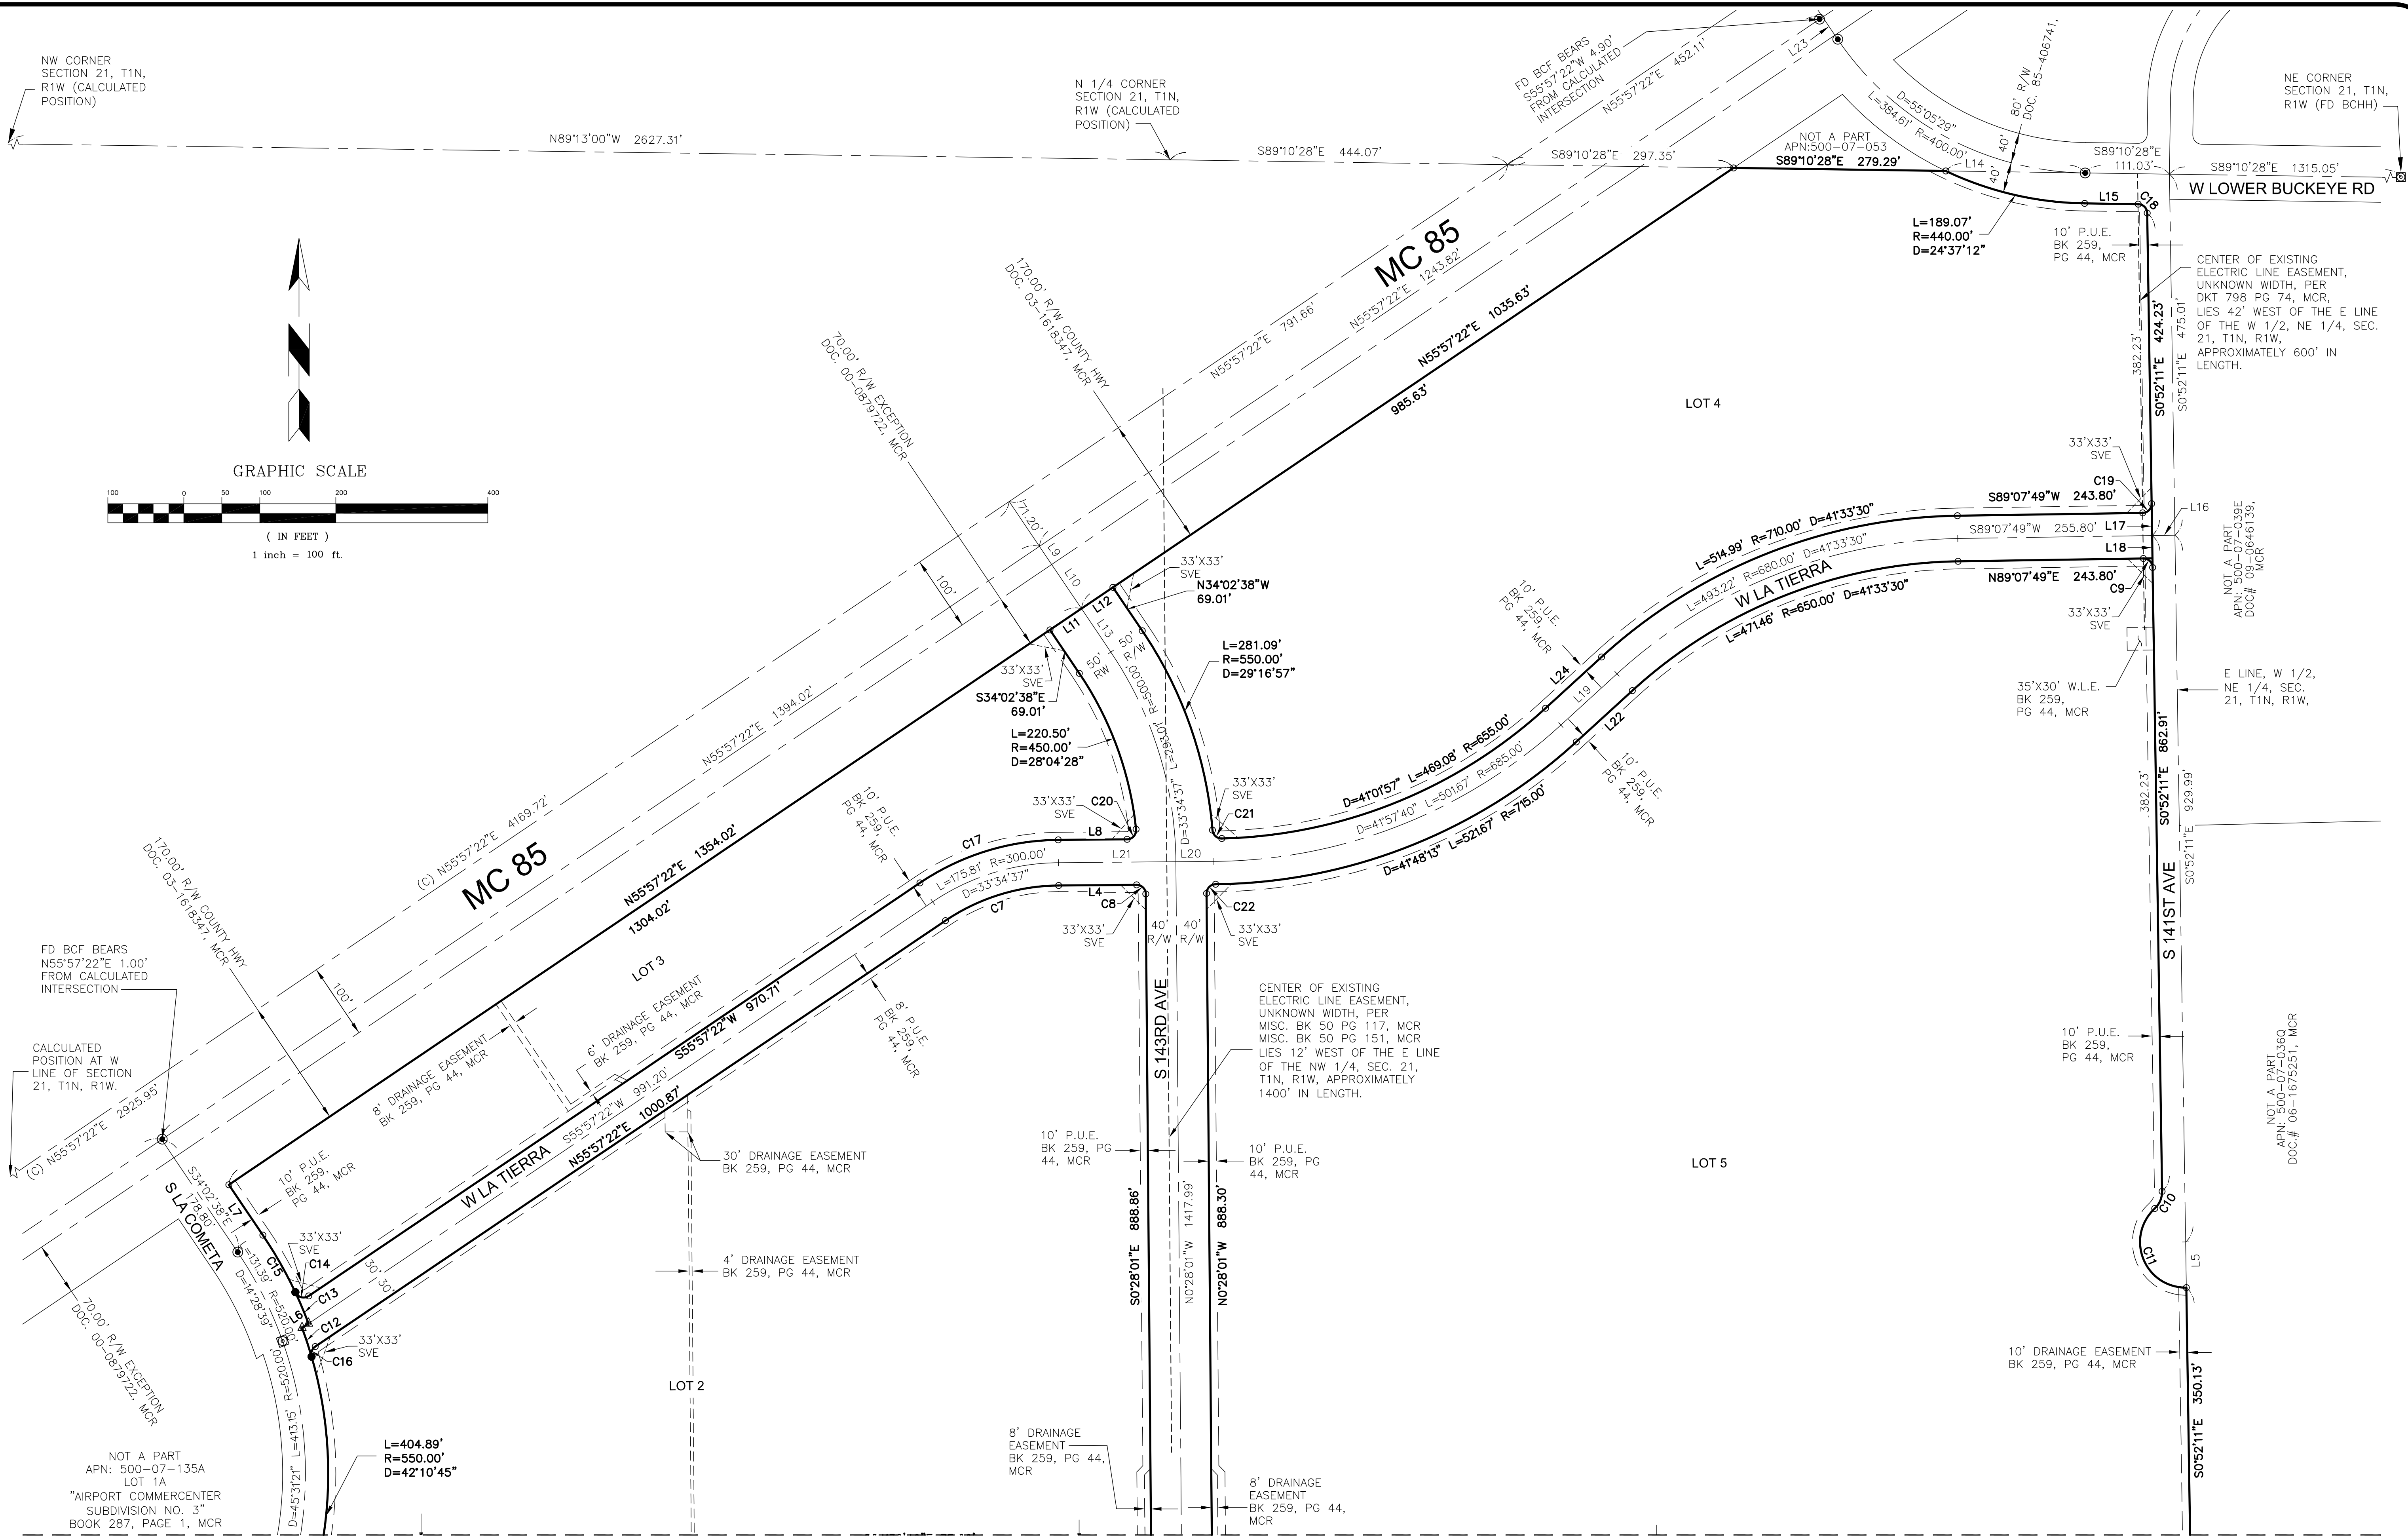 NW CORNER
SECTION 21, T1N,
R1W (CALCULATED
POSITION)
N89°13'00"W 2627.31'
N 1/4 CORNER
SECTION 21, T1N,
R1W (CALCULATED
POSITION)
S89°10'28"E 444.07'
FD BCF BEARS
S55°57'22"W 4.90'
FROM CALCULATED
INTERSECTION
N55°57'22"E 452.11'
L23
S89°10'28"E 297.35'
NOT A PART
APN:500-07-053
S89°10'28"E 279.29'
D=55°05'29"
L=384.61' R=400.00'
40'
40'
80' R/W
DOC. 85-406741,
L14
S89°10'28"E
111.03'
S89°10'28"E 1315.05'
NE CORNER
SECTION 21, T1N,
R1W (FD BCHH)
W LOWER BUCKEYE RD
L15
C18
L=189.07'
R=440.00'
D=24°37'12"
10' P.U.E.
BK 259,
PG 44, MCR
CENTER OF EXISTING
ELECTRIC LINE EASEMENT,
UNKNOWN WIDTH, PER
DKT 798 PG 74, MCR,
LIES 42' WEST OF THE E LINE
OF THE W 1/2, NE 1/4, SEC.
21, T1N, R1W,
APPROXIMATELY 600' IN
LENGTH.
382.23'
S0°52'11"E 424.23'
S0°52'11"E 475.01'
GRAPHIC SCALE
100 0 50 100 200 400
( IN FEET )
1 inch = 100 ft.
70.00' R/W EXCEPTION
DOC. 00-0879722, MCR
170.00' R/W COUNTY HWY
DOC. 03-1618347, MCR
N55°57'22"E 791.66'
MC 85
N55°57'22"E 1243.82'
N55°57'22"E 1035.63'
985.63'
LOT 4
33'X33'
SVE
C19
S89°07'49"W 243.80'
L16
L17
S89°07'49"W 255.80'
L18
N89°07'49"E 243.80'
C9
33'X33'
SVE
NOT A PART
APN: 500-07-039E
DOC# 09-0646139,
MCR
71.20'
L9
L10
100'
L12
L11
L13
33'X33'
SVE
N34°02'38"W
69.01'
50'
R/W
50'
RW
33'X33'
SVE
S34°02'38"E
69.01'
L=281.09'
R=550.00'
D=29°16'57"
L=220.50'
R=450.00'
D=28°04'28"
L=293.01' R=500.00'
D=33°34'37"
10' P.U.E.
BK 259,
PG 44, MCR
L=514.99' R=710.00' D=41°33'30"
L=493.22' R=680.00' D=41°33'30"
W LA TIERRA
L=471.46' R=650.00' D=41°33'30"
L24
L19
L22
10' P.U.E.
BK 259,
PG 44, MCR
D=41°01'57" L=469.08' R=655.00'
D=41°57'40" L=501.67' R=685.00'
D=41°48'13" L=521.67' R=715.00'
35'X30' W.L.E.
BK 259,
PG 44, MCR
E LINE, W 1/2,
NE 1/4, SEC.
21, T1N, R1W,
N55°57'22"E 1394.02'
(C) N55°57'22"E 4169.72'
MC 85
N55°57'22"E 1354.02'
1304.02'
170.00' R/W COUNTY HWY
DOC. 03-1618347, MCR
100'
10' P.U.E.
BK 259,
PG 44, MCR
C17
L8
33'X33'
SVE
C20
33'X33'
SVE
C21
L21
L20
L=175.81' R=300.00'
D=33°34'37"
C7
L4
C8
33'X33'
SVE
C22
33'X33'
SVE
40'
R/W
40'
R/W
382.23'
S0°52'11"E 862.91'
S0°52'11"E 929.99'
S 141ST AVE
FD BCF BEARS
N55°57'22"E 1.00'
FROM CALCULATED
INTERSECTION
CALCULATED
POSITION AT W
LINE OF SECTION
21, T1N, R1W.
(C) N55°57'22"E 2925.95'
LOT 3
8' DRAINAGE EASEMENT
BK 259, PG 44, MCR
6' DRAINAGE EASEMENT
BK 259, PG 44, MCR
S55°57'22"W 970.71'
S55°57'22"W 991.20'
N55°57'22"E 1000.87'
W LA TIERRA
8' P.U.E.
BK 259,
PG 44, MCR
S 143RD AVE
CENTER OF EXISTING
ELECTRIC LINE EASEMENT,
UNKNOWN WIDTH, PER
MISC. BK 50 PG 117, MCR
MISC. BK 50 PG 151, MCR
LIES 12' WEST OF THE E LINE
OF THE NW 1/4, SEC. 21,
T1N, R1W, APPROXIMATELY
1400' IN LENGTH.
10' P.U.E.
BK 259,
PG 44, MCR
NOT A PART
APN: 500-07-036Q
DOC.# 06-1675251, MCR
LOT 5
10' P.U.E.
BK 259, PG
44, MCR
10' P.U.E.
BK 259, PG
44, MCR
S0°28'01"E 888.86'
N0°28'01"W 1417.99'
N0°28'01"W 888.30'
30' DRAINAGE EASEMENT
BK 259, PG 44, MCR
4' DRAINAGE EASEMENT
BK 259, PG 44, MCR
S34°02'38"E
178.80'
S LA COMETA
L7
10' P.U.E.
BK 259,
PG 44, MCR
33'X33'
SVE
C15
C14
C13
L6
C12
C16
33'X33'
SVE
30'
30'
L=131.39' R=520.00'
D=14°28'39"
D=45°31'21" L=413.15' R=520.00'
70.00' R/W EXCEPTION
DOC. 00-0879722, MCR
NOT A PART
APN: 500-07-135A
LOT 1A
"AIRPORT COMMERCENTER
SUBDIVISION NO. 3"
BOOK 287, PAGE 1, MCR
L=404.89'
R=550.00'
D=42°10'45"
LOT 2
8' DRAINAGE
EASEMENT
BK 259, PG 44,
MCR
8' DRAINAGE
EASEMENT
BK 259, PG 44,
MCR
C10
C11
L5
10' DRAINAGE EASEMENT
BK 259, PG 44, MCR
S0°52'11"E 350.13'